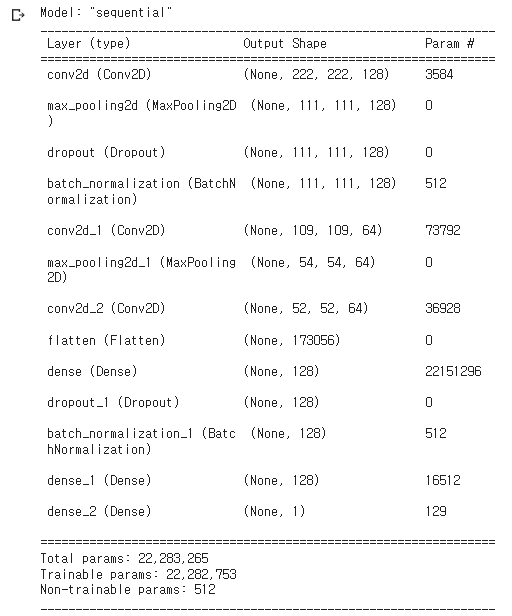 Model: "sequential"
_________________________________________________________________
Layer (type) Output Shape Param #
=================================================================
conv2d (Conv2D) (None, 222, 222, 128) 3584
max_pooling2d (MaxPooling2D (None, 111, 111, 128) 0
)
dropout (Dropout) (None, 111, 111, 128) 0
batch_normalization (BatchN (None, 111, 111, 128) 512
ormalization)
conv2d_1 (Conv2D) (None, 109, 109, 64) 73792
max_pooling2d_1 (MaxPooling (None, 54, 54, 64) 0
2D)
conv2d_2 (Conv2D) (None, 52, 52, 64) 36928
flatten (Flatten) (None, 173056) 0
dense (Dense) (None, 128) 22151296
dropout_1 (Dropout) (None, 128) 0
batch_normalization_1 (Batc (None, 128) 512
hNormalization)
dense_1 (Dense) (None, 128) 16512
dense_2 (Dense) (None, 1) 129
=================================================================
Total params: 22,283,265
Trainable params: 22,282,753
Non-trainable params: 512
_________________________________________________________________